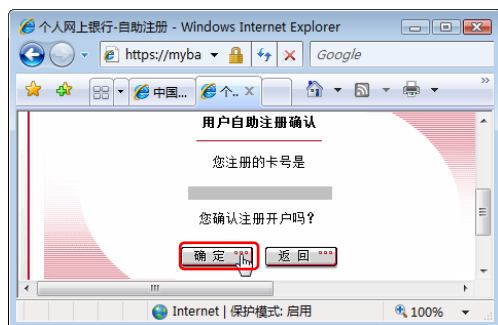 个人网上银行-自助注册 - Windows Internet Explorer
https://myba
Google
中国...
个..
用户自助注册确认
您注册的卡号是
您确认注册开户吗?
确 定
返 回
Internet | 保护模式: 启用
100%